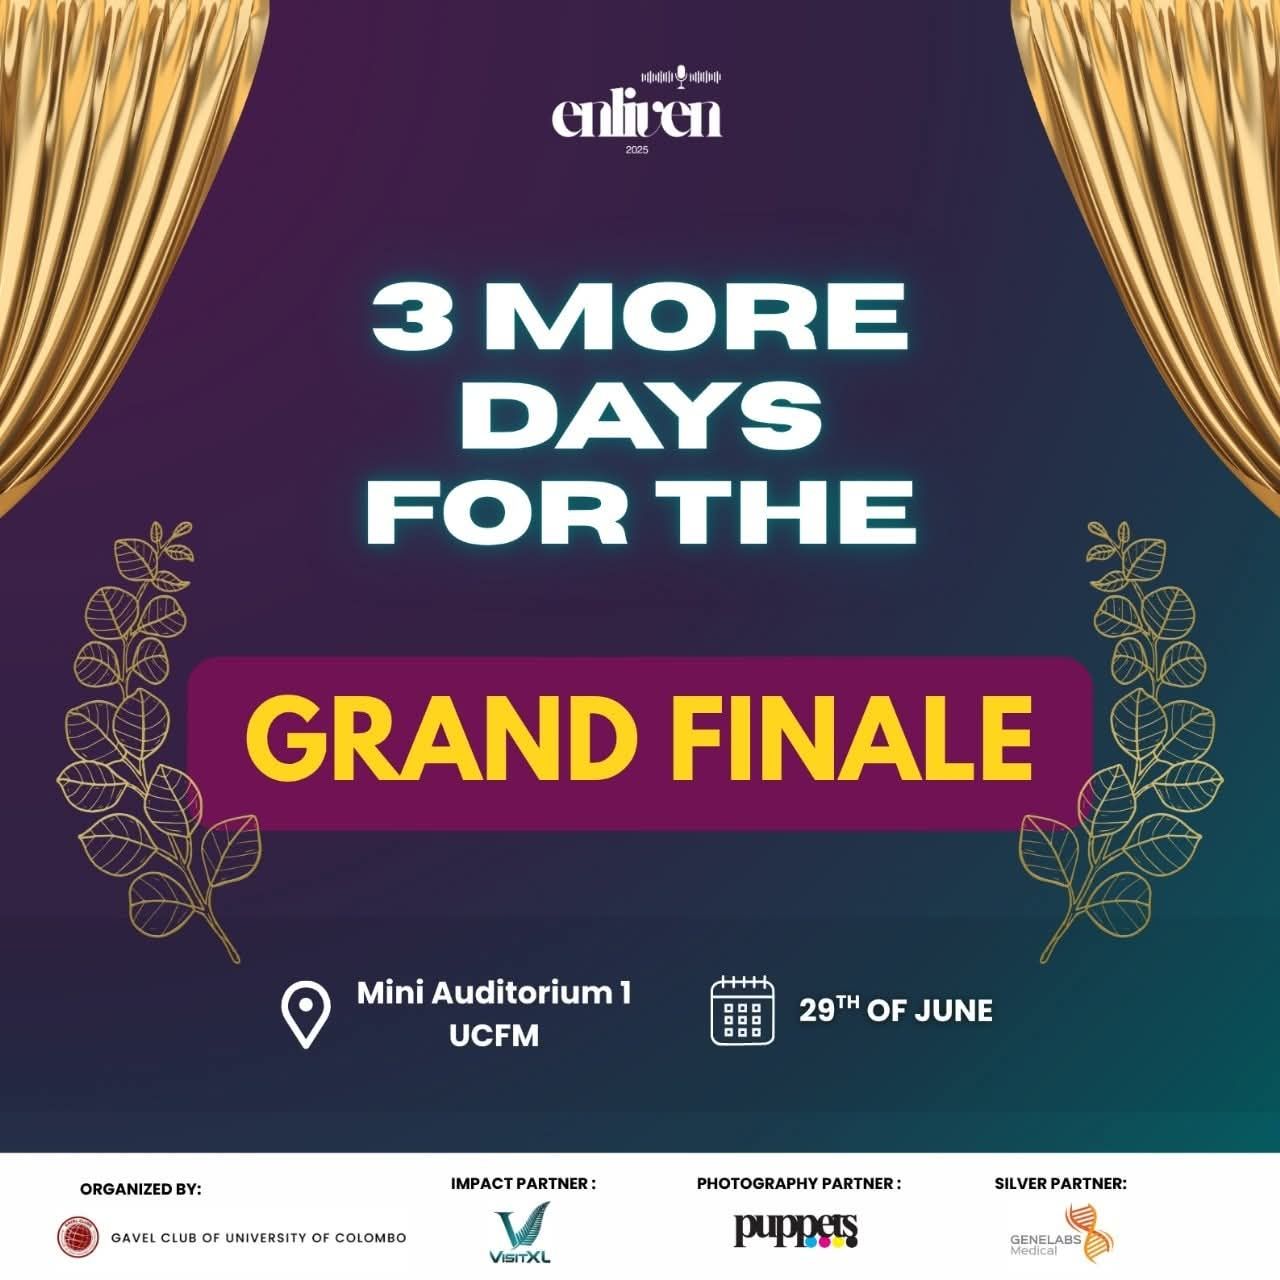 enliven
2025
3 MORE
DAYS
FOR THE
GRAND FINALE
Mini Auditorium 1
UCFM
29TH OF JUNE
ORGANIZED BY:
GAVEL CLUB OF UNIVERSITY OF COLOMBO
IMPACT PARTNER :
VISITXL
PHOTOGRAPHY PARTNER :
puppets
SILVER PARTNER:
GENELABS
Medical